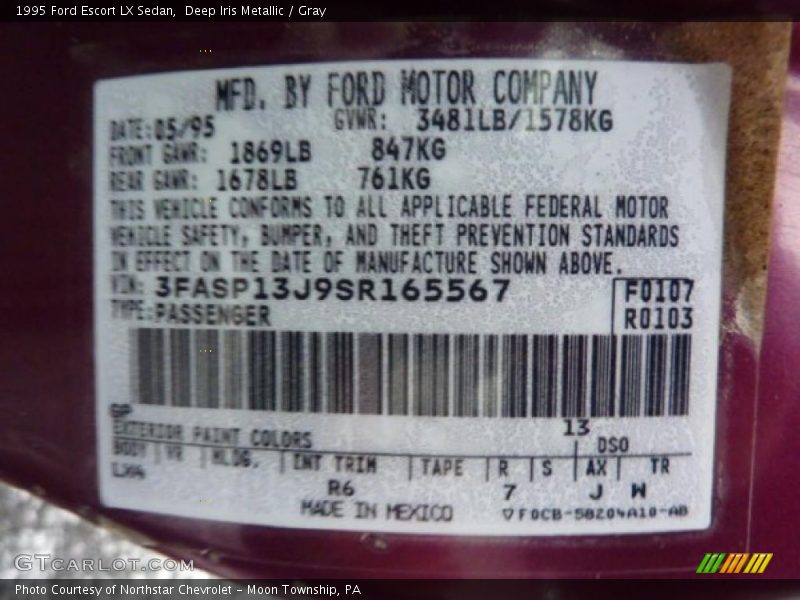 1995 Ford Escort LX Sedan, Deep Iris Metallic / Gray
MFD. BY FORD MOTOR COMPANY
DATE: 05/95 GVWR: 3481LB/1578KG
FRONT GAWR: 1869LB 847KG
REAR GAWR: 1678LB 761KG
THIS VEHICLE CONFORMS TO ALL APPLICABLE FEDERAL MOTOR
VEHICLE SAFETY, BUMPER, AND THEFT PREVENTION STANDARDS
IN EFFECT ON THE DATE OF MANUFACTURE SHOWN ABOVE.
VIN: 3FASP13J9SR165567 F0107
TYPE: PASSENGER R0103
GP
EXTERIOR PAINT COLORS 13 DSO
BODY VR MLDG. INT TRIM TAPE R S AX TR
LX4 R6 7 J W
MADE IN MEXICO ▽F0CB-58204A10-AB
GTCARLOT.COM
Photo Courtesy of Northstar Chevrolet - Moon Township, PA